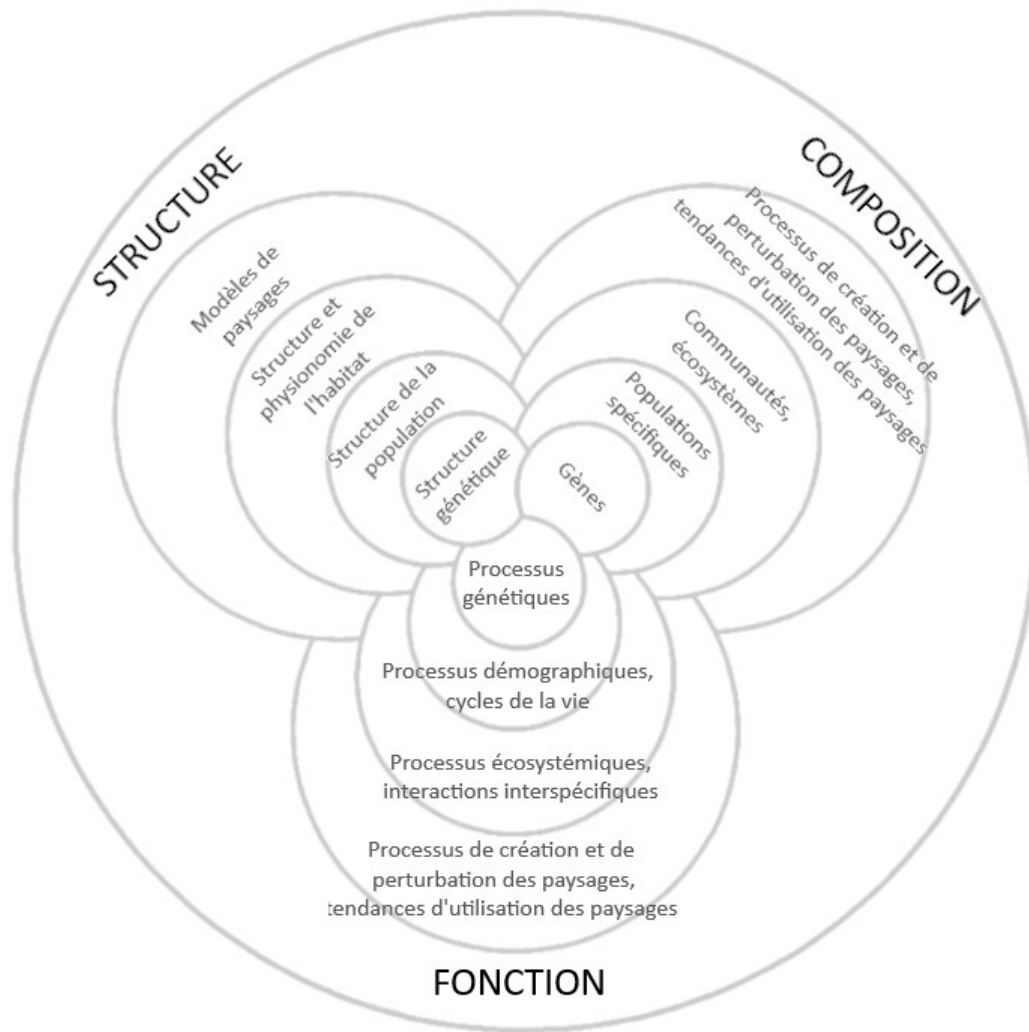 STRUCTURE
Modèles de
paysages
Structure et
physionomie de
l'habitat
Structure de la
population
Structure
génétique
COMPOSITION
Processus de création et de
perturbation des paysages,
tendances d'utilisation des paysages
Communautés,
écosystèmes
Populations
spécifiques
Gènes
Processus
génétiques
Processus démographiques,
cycles de la vie
Processus écosystémiques,
interactions interspécifiques
Processus de création et de
perturbation des paysages,
tendances d'utilisation des paysages
FONCTION